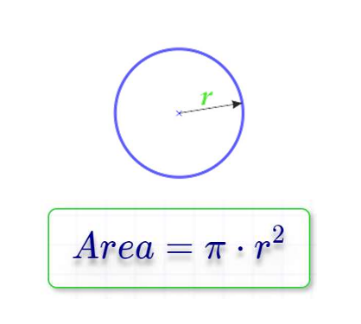 r
Area = π · r²